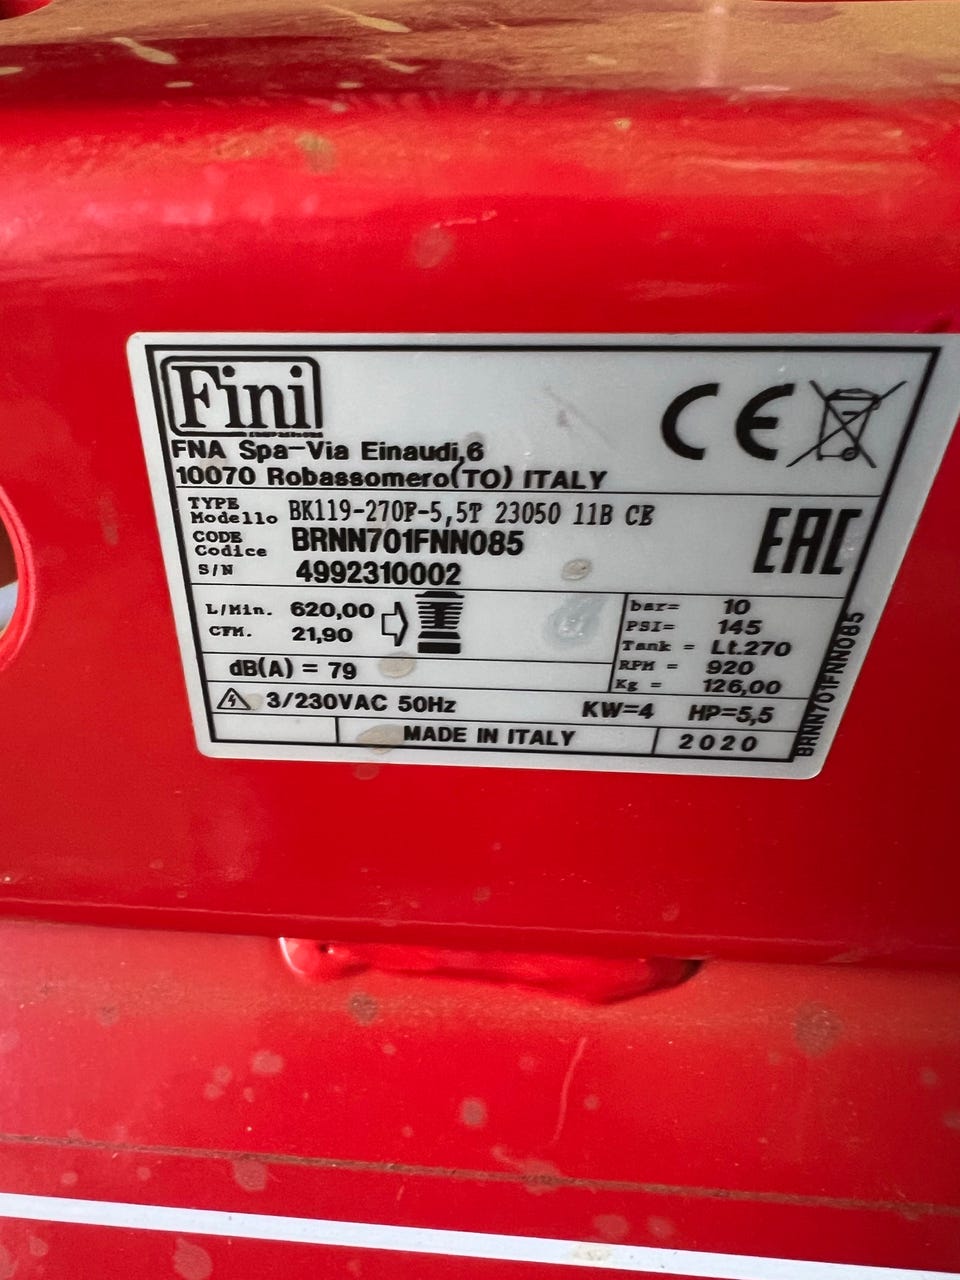 Fini
FNA Spa-Via Einaudi,6
10070 Robassomero(TO) ITALY
CE
TYPE
Modello BK119-270F-5,5T 23050 11B CE
CODE
Codice BRNN701FNN085
S/N 4992310002
EAC
L/Min. 620,00
CFM. 21,90
bar= 10
PSI= 145
Tank = Lt.270
RPM = 920
Kg = 126,00
dB(A) = 79
3/230VAC 50Hz KW=4 HP=5,5
MADE IN ITALY 2020
BRNN701FNN085